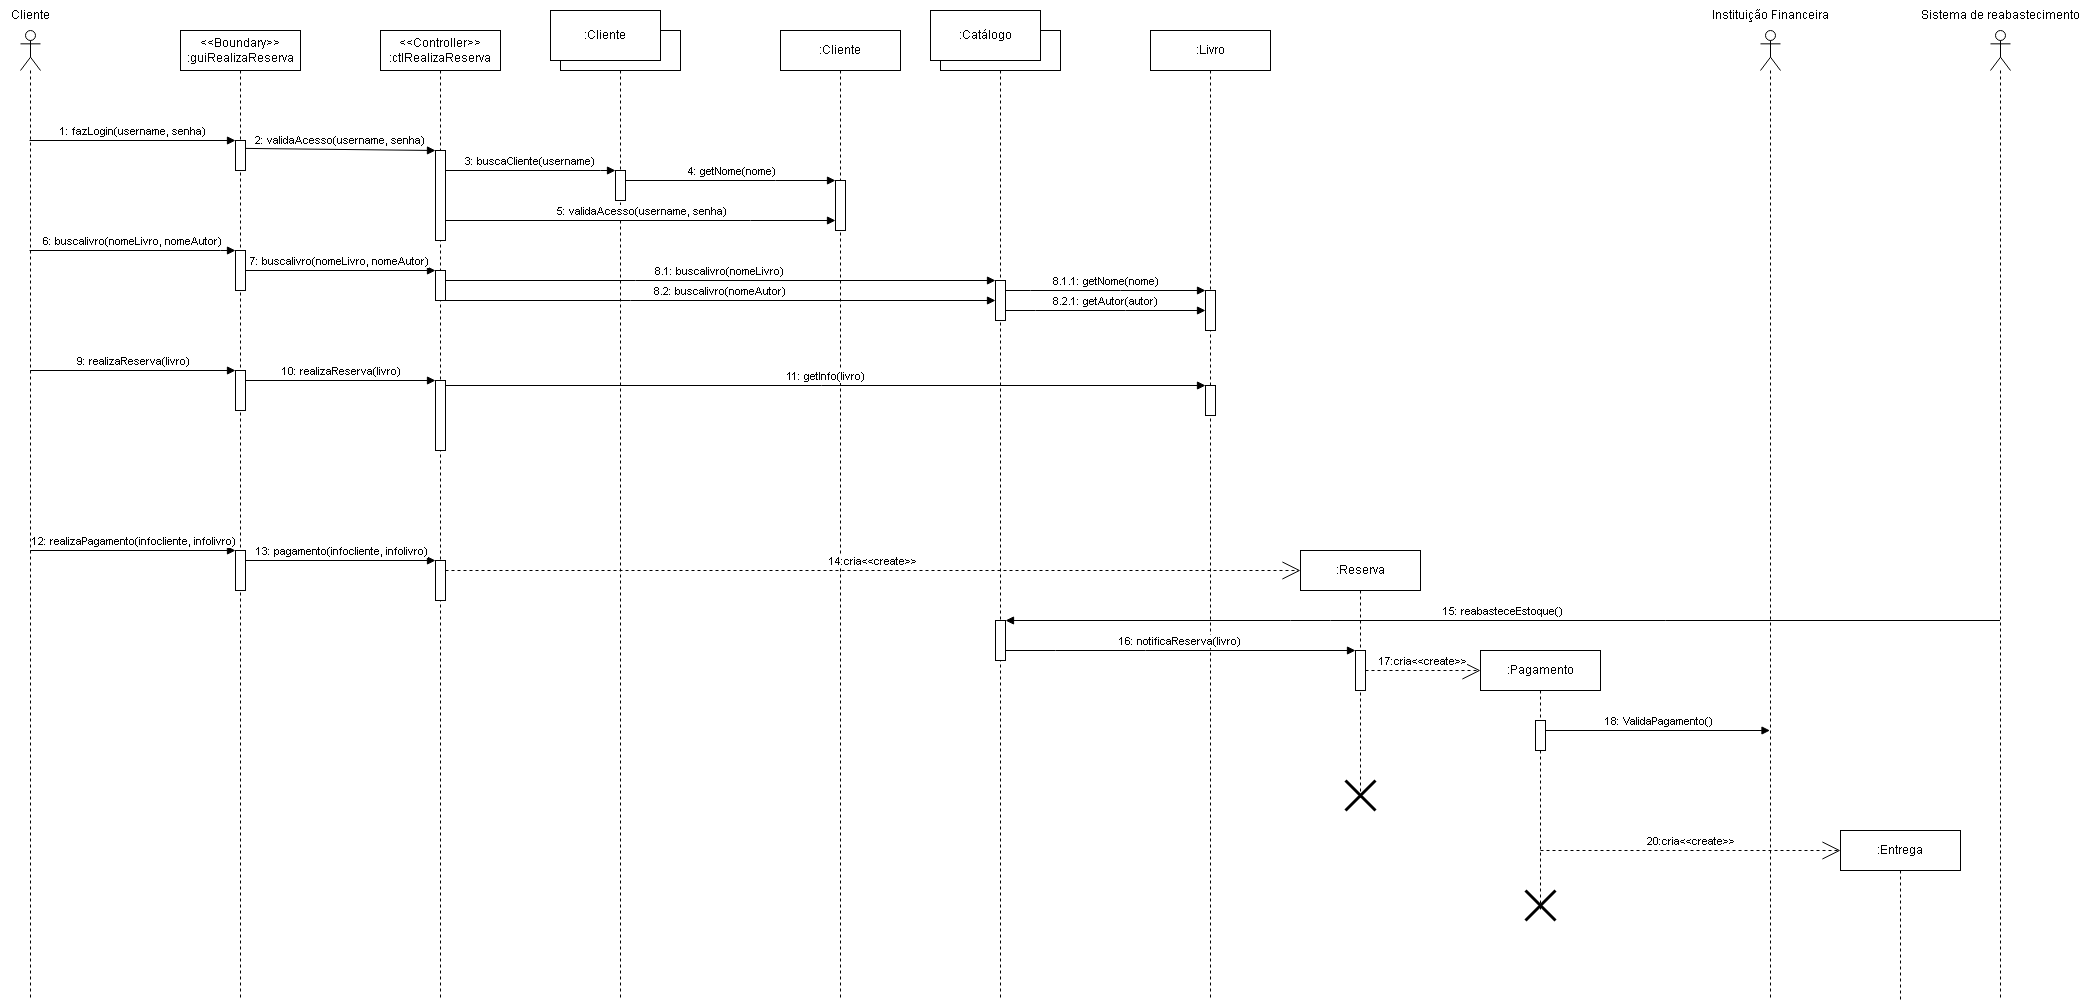 Cliente
Instituição Financeira
Sistema de reabastecimento
<<Boundary>>
:guiRealizaReserva
<<Controller>>
:ctlRealizaReserva
:Cliente
:Cliente
:Catálogo
:Livro
1: fazLogin(username, senha)
2: validaAcesso(username, senha)
3: buscaCliente(username)
4: getNome(nome)
5: validaAcesso(username, senha)
6: buscalivro(nomeLivro, nomeAutor)
7: buscalivro(nomeLivro, nomeAutor)
8.1: buscalivro(nomeLivro)
8.1.1: getNome(nome)
8.2: buscalivro(nomeAutor)
8.2.1: getAutor(autor)
9: realizaReserva(livro)
10: realizaReserva(livro)
11: getInfo(livro)
12: realizaPagamento(infocliente, infolivro)
13: pagamento(infocliente, infolivro)
14:cria<<create>>
:Reserva
15: reabasteceEstoque()
16: notificaReserva(livro)
17:cria<<create>>
:Pagamento
18: ValidaPagamento()
20:cria<<create>>
:Entrega